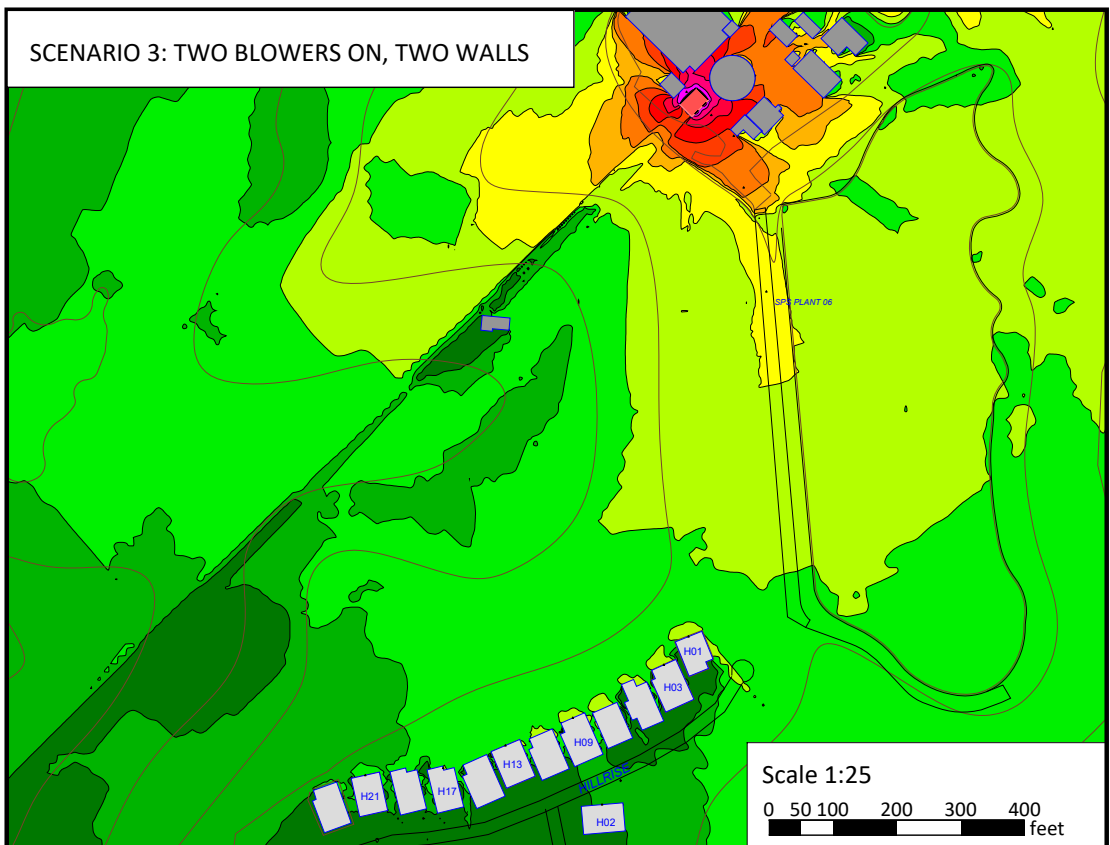 SCENARIO 3: TWO BLOWERS ON, TWO WALLS
SPS PLANT 06
H01
H03
H09
H13
H17
H21
HILLRISE
H02
Scale 1:25
0 50 100 200 300 400
feet